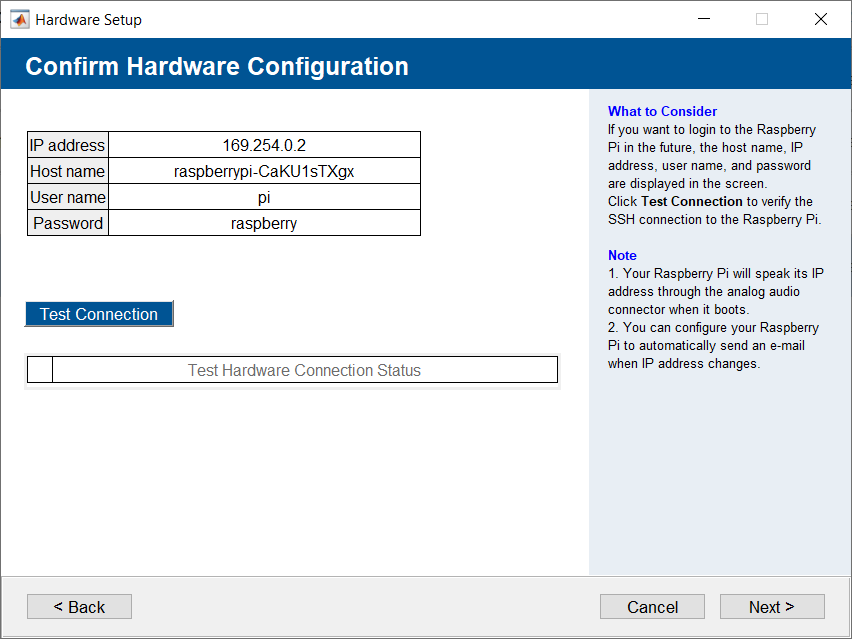 Hardware Setup
Confirm Hardware Configuration
IP address 169.254.0.2
Host name raspberrypi-CaKU1sTXgx
User name pi
Password raspberry
Test Connection
Test Hardware Connection Status
What to Consider
If you want to login to the Raspberry
Pi in the future, the host name, IP
address, user name, and password
are displayed in the screen.
Click Test Connection to verify the
SSH connection to the Raspberry Pi.
Note
1. Your Raspberry Pi will speak its IP
address through the analog audio
connector when it boots.
2. You can configure your Raspberry
Pi to automatically send an e-mail
when IP address changes.
< Back
Cancel
Next >